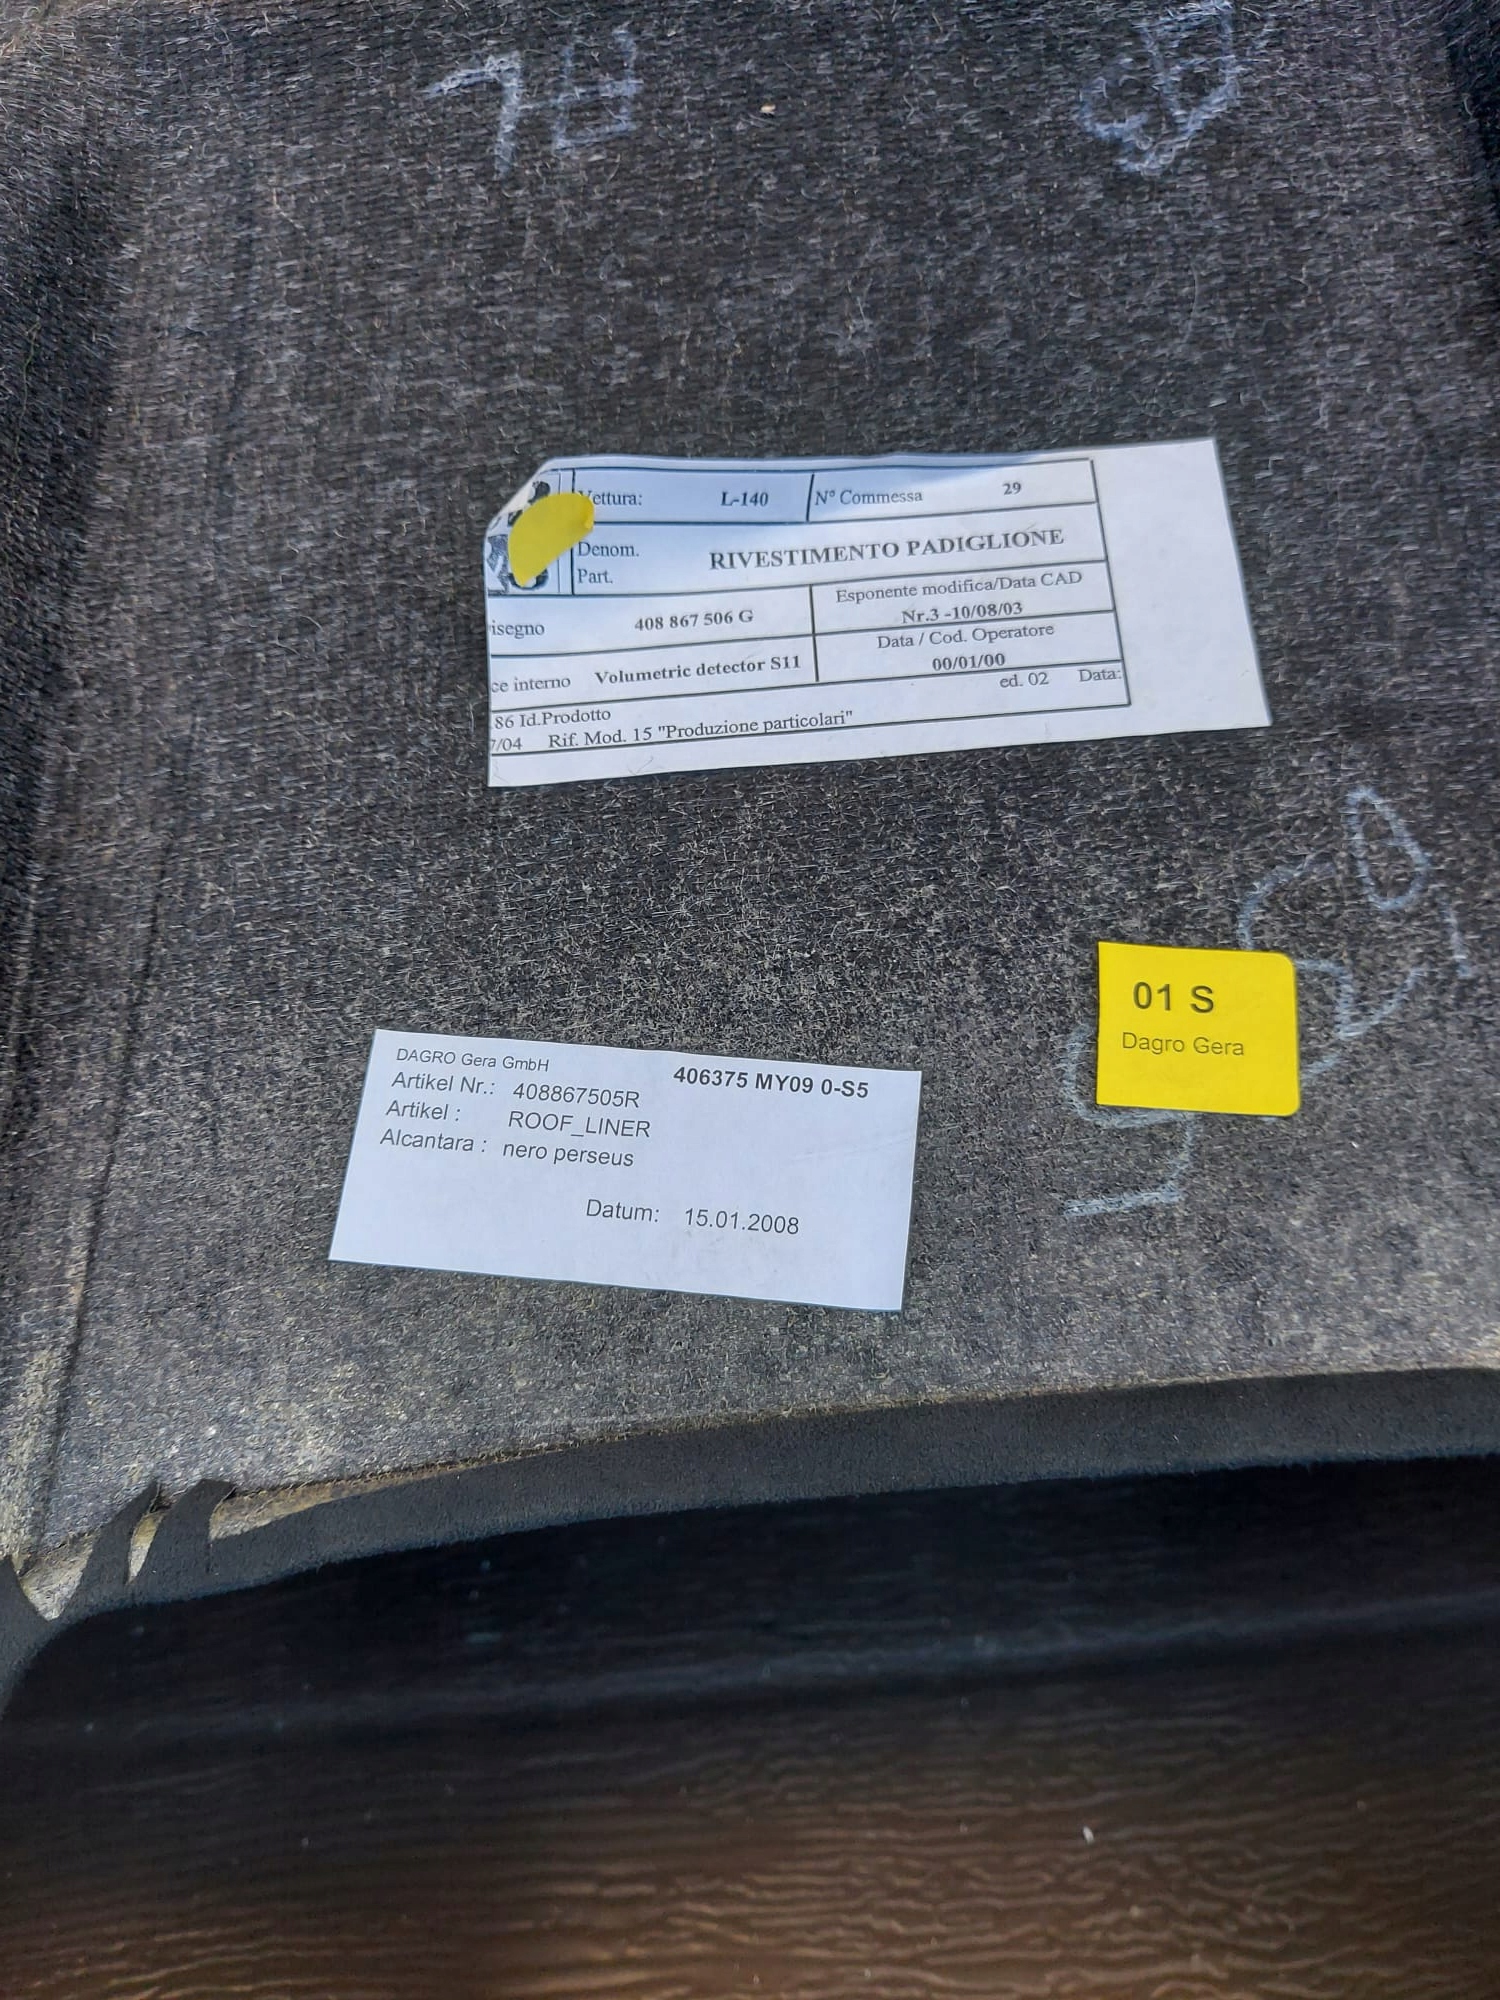 Vettura: L-140 N° Commessa 29
Denom. Part. RIVESTIMENTO PADIGLIONE
isegno 408 867 506 G Esponente modifica/Data CAD
Nr.3 -10/08/03
ce interno Volumetric detector S11 Data / Cod. Operatore
00/01/00
86 Id.Prodotto ed. 02 Data:
7/04 Rif. Mod. 15 "Produzione particolari"
01 S
Dagro Gera
DAGRO Gera GmbH 406375 MY09 0-S5
Artikel Nr.: 408867505R
Artikel : ROOF_LINER
Alcantara : nero perseus
Datum: 15.01.2008